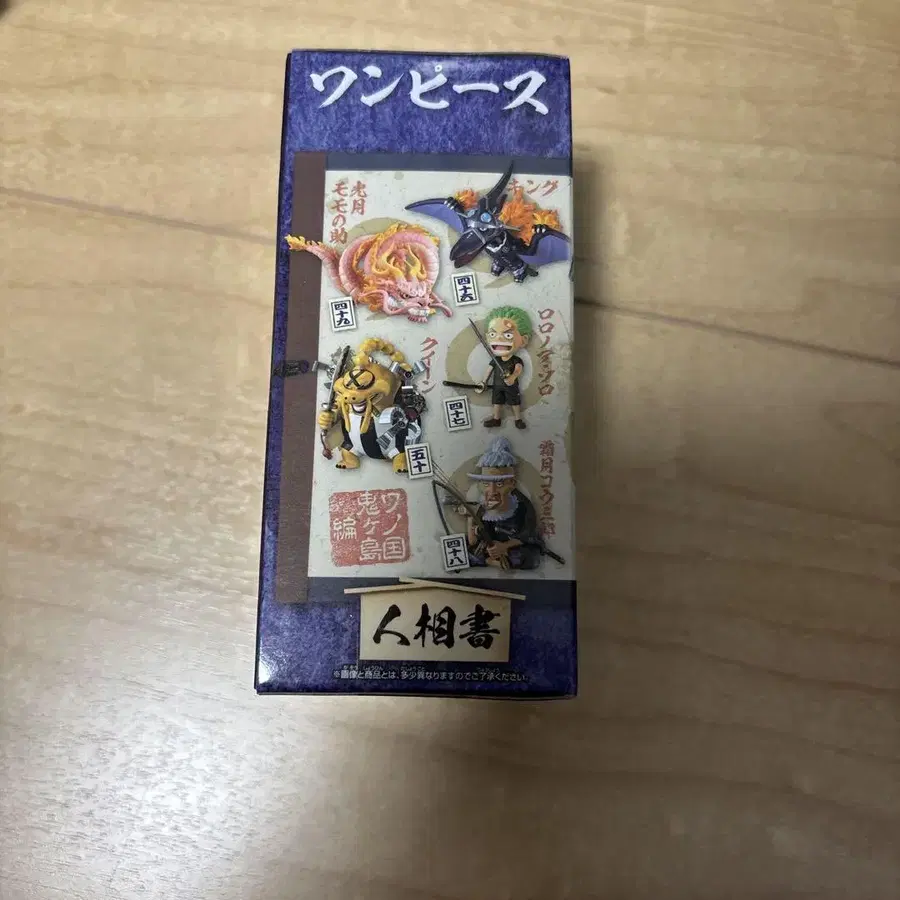 ワンピース
光月
モモの助
キング
四十九
四十六
ロロノア・ゾロ
クイーン
四十七
五十
霜月コウ三郎
四十八
ワノ国
鬼ヶ島
編
人相書
※画像と商品とは、多少異なりますのでご了承ください。